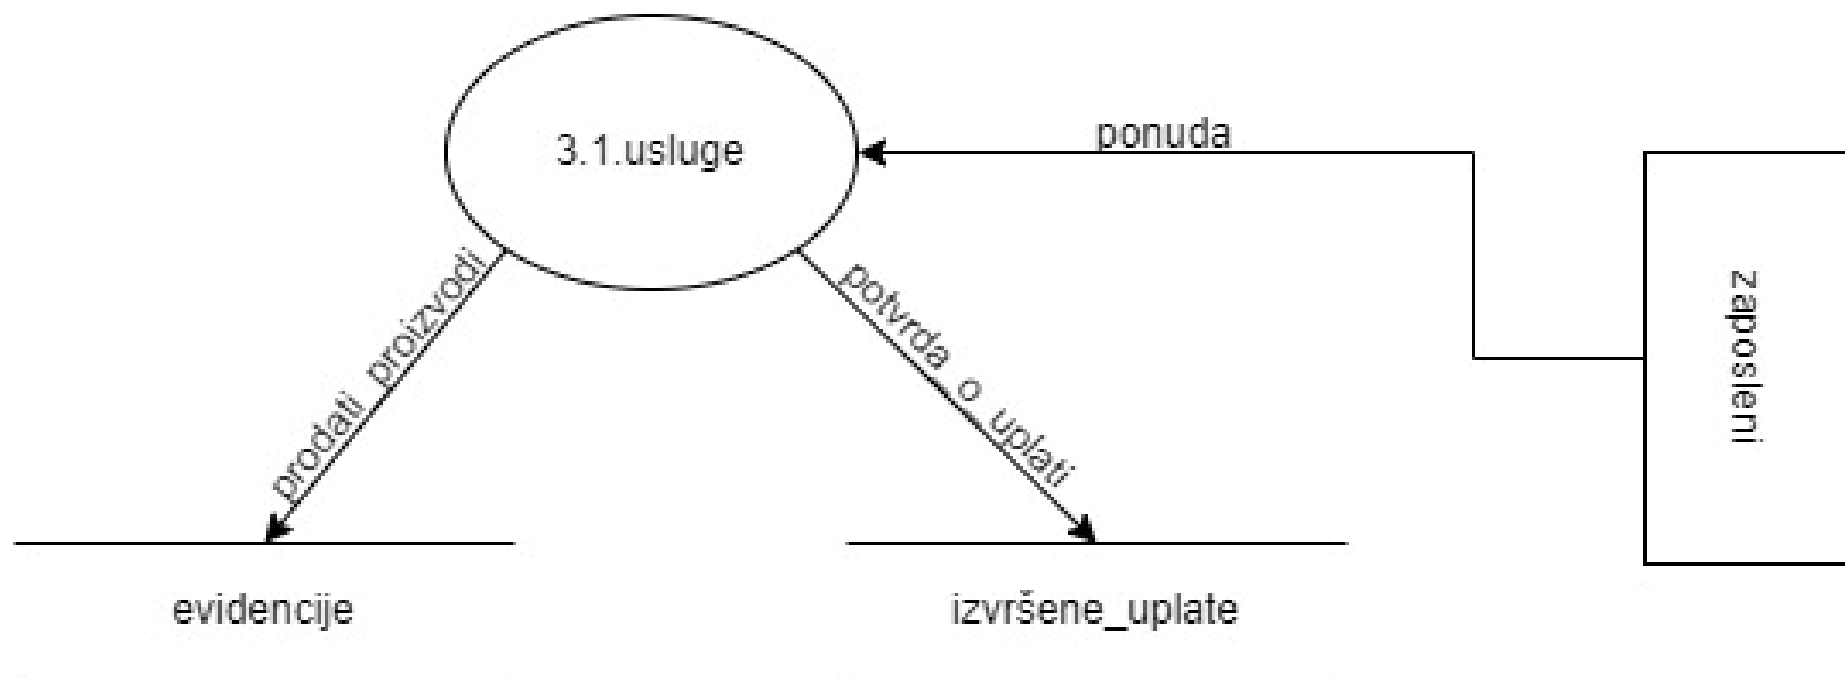 3.1.usluge
ponuda
zaposleni
prodati_proizvodi
potvrda_o_uplati
evidencije
izvršene_uplate